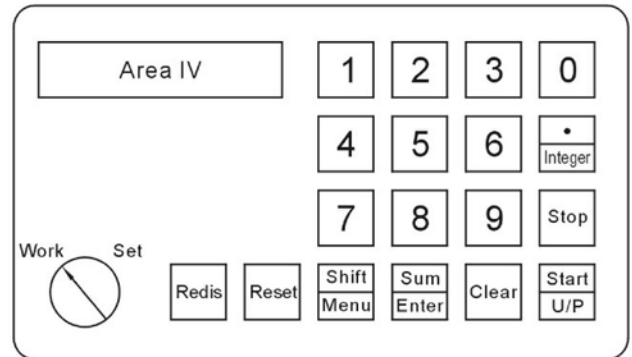 Area IV
1 2 3 0
4 5 6 •
Integer
7 8 9 Stop
Work Set
Redis Reset Shift Sum Clear Start
Menu Enter U/P